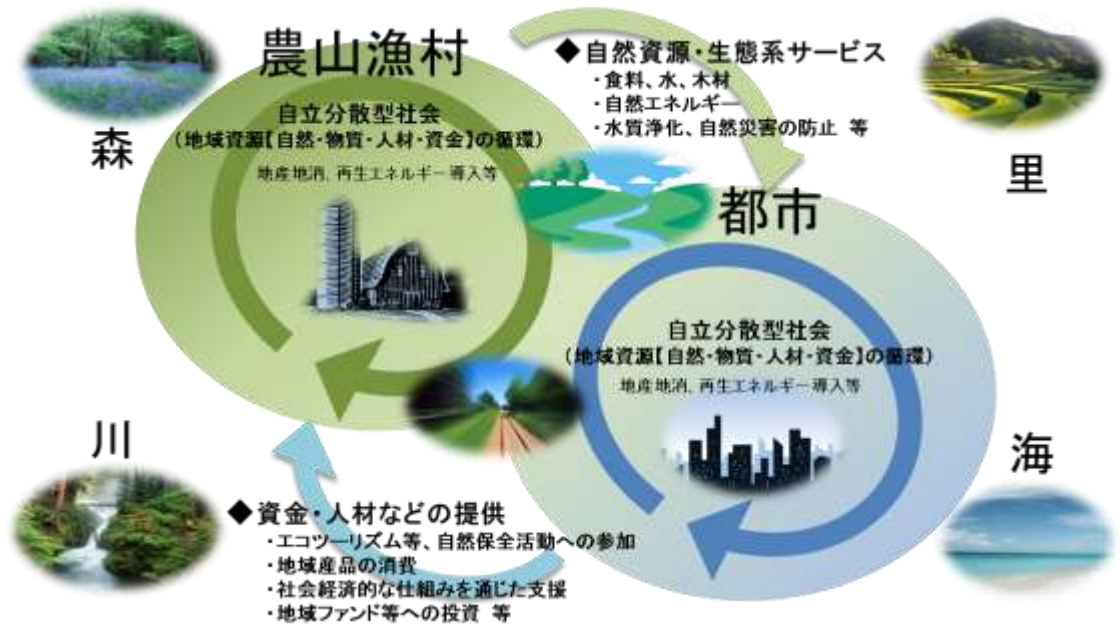 農山漁村
自立分散型社会
(地域資源【自然・物質・人材・資金】の循環)
地産地消、再生エネルギー導入等
◆自然資源・生態系サービス
・食料、水、木材
・自然エネルギー
・水質浄化、自然災害の防止 等
森
里
都市
自立分散型社会
(地域資源【自然・物質・人材・資金】の循環)
地産地消、再生エネルギー導入等
川
海
◆資金・人材などの提供
・エコツーリズム等、自然保全活動への参加
・地域産品の消費
・社会経済的な仕組みを通じた支援
・地域ファンド等への投資 等